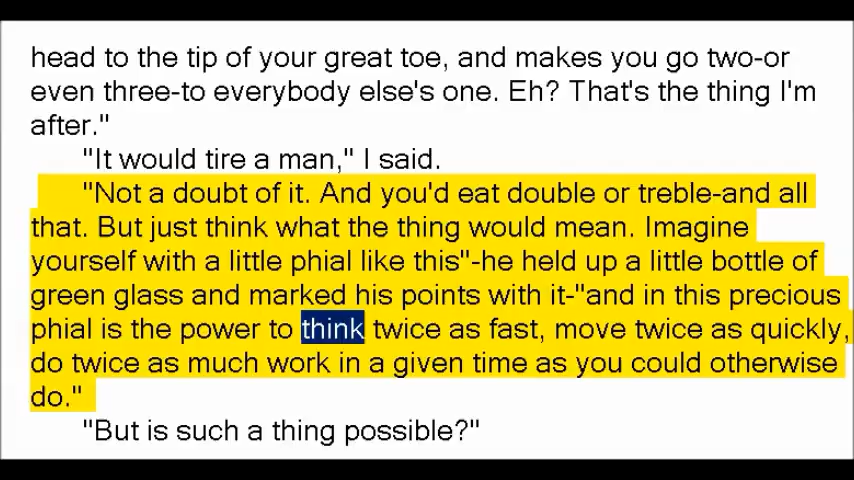 head to the tip of your great toe, and makes you go two-or
even three-to everybody else's one. Eh? That's the thing I'm
after."
"It would tire a man," I said.
"Not a doubt of it. And you'd eat double or treble-and all
that. But just think what the thing would mean. Imagine
yourself with a little phial like this"-he held up a little bottle of
green glass and marked his points with it-"and in this precious
phial is the power to think twice as fast, move twice as quickly,
do twice as much work in a given time as you could otherwise
do."
"But is such a thing possible?"